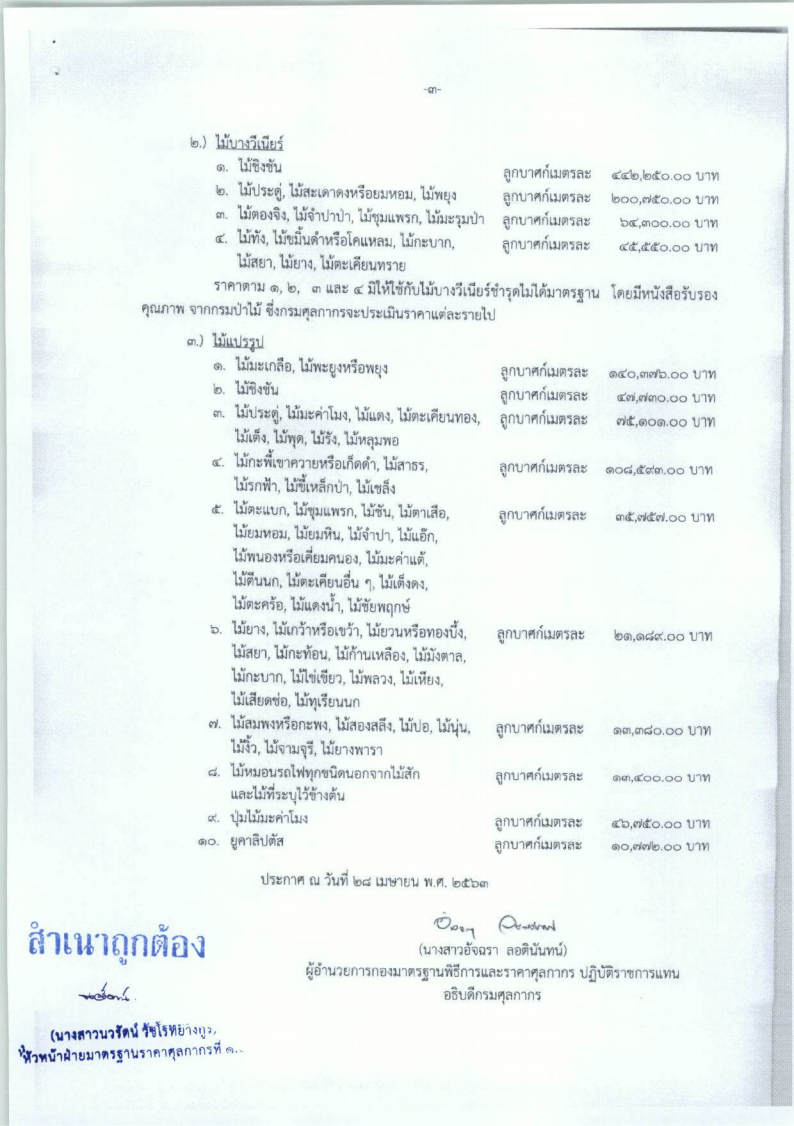 -๓-
๒.) ไม้บางวีเนียร์
๑. ไม้ชิงชัน ลูกบาศก์เมตรละ ๔๔๒,๒๕๐.๐๐ บาท
๒. ไม้ประดู่, ไม้สะเดาดงหรือยมหอม, ไม้พยุง ลูกบาศก์เมตรละ ๒๐๐,๗๕๐.๐๐ บาท
๓. ไม้ตองจิง, ไม้จำปาป่า, ไม้ชุมแพรก, ไม้มะรุมป่า ลูกบาศก์เมตรละ ๖๔,๓๐๐.๐๐ บาท
๔. ไม้ทัง, ไม้ขมิ้นดำหรือโคแหลม, ไม้กะบาก, ลูกบาศก์เมตรละ ๔๕,๕๕๐.๐๐ บาท
ไม้สยา, ไม้ยาง, ไม้ตะเคียนทราย
ราคาตาม ๑, ๒, ๓ และ ๔ มิให้ใช้กับไม้บางวีเนียร์ชำรุดไม่ได้มาตรฐาน โดยมีหนังสือรับรอง
คุณภาพ จากกรมป่าไม้ ซึ่งกรมศุลกากรจะประเมินราคาแต่ละรายไป
๓.) ไม้แปรรูป
๑. ไม้มะเกลือ, ไม้พะยูงหรือพยุง ลูกบาศก์เมตรละ ๑๔๐,๓๗๖.๐๐ บาท
๒. ไม้ชิงชัน ลูกบาศก์เมตรละ ๔๗,๗๓๐.๐๐ บาท
๓. ไม้ประดู่, ไม้มะค่าโมง, ไม้แดง, ไม้ตะเคียนทอง, ลูกบาศก์เมตรละ ๗๕,๑๐๑.๐๐ บาท
ไม้เต็ง, ไม้พุด, ไม้รัง, ไม้หลุมพอ
๔. ไม้กะพี้เขาควายหรือเก็ดดำ, ไม้สาธร, ลูกบาศก์เมตรละ ๑๐๘,๕๙๓.๐๐ บาท
ไม้รกฟ้า, ไม้ขี้เหล็กป่า, ไม้เชล็ง
๕. ไม้ตะแบก, ไม้ชุมแพรก, ไม้ชัน, ไม้ตาเสือ, ลูกบาศก์เมตรละ ๓๕,๗๕๗.๐๐ บาท
ไม้ยมหอม, ไม้ยมหิน, ไม้จำปา, ไม้แอ๊ก,
ไม้พนองหรือเคี่ยมคนอง, ไม้มะค่าแต้,
ไม้ตีนนก, ไม้ตะเคียนอื่น ๆ, ไม้เต็งดง,
ไม้ตะคร้อ, ไม้แดงน้ำ, ไม้ชัยพฤกษ์
๖. ไม้ยาง, ไม้เกว้าหรือเขว้า, ไม้ยวนหรือทองบึ้ง, ลูกบาศก์เมตรละ ๒๑,๑๘๙.๐๐ บาท
ไม้สยา, ไม้กะท้อน, ไม้ก้านเหลือง, ไม้มังตาล,
ไม้กะบาก, ไม้ไข่เขียว, ไม้พลวง, ไม้เหียง,
ไม้เสียดช่อ, ไม้ทุเรียนนก
๗. ไม้สมพงหรือกะพง, ไม้สองสลึง, ไม้ปอ, ไม้นุ่น, ลูกบาศก์เมตรละ ๑๓,๓๘๐.๐๐ บาท
ไม้งิ้ว, ไม้จามจุรี, ไม้ยางพารา
๘. ไม้หมอนรถไฟทุกชนิดนอกจากไม้สัก ลูกบาศก์เมตรละ ๑๓,๔๐๐.๐๐ บาท
และไม้ที่ระบุไว้ข้างต้น
๙. ปุ่มไม้มะค่าโมง ลูกบาศก์เมตรละ ๔๖,๗๕๐.๐๐ บาท
๑๐. ยูคาลิปตัส ลูกบาศก์เมตรละ ๑๐,๗๗๒.๐๐ บาท
ประกาศ ณ วันที่ ๒๘ เมษายน พ.ศ. ๒๕๖๓
(นางสาวอัจฉรา ลอตินันทน์)
ผู้อำนวยการกองมาตรฐานพิธีการและราคาศุลกากร ปฏิบัติราชการแทน
อธิบดีกรมศุลกากร
สำเนาถูกต้อง
(นางสาวนวรัตน์
หัวหน้าฝ่ายมาตรฐานราคาศุลกากรที่ ๑